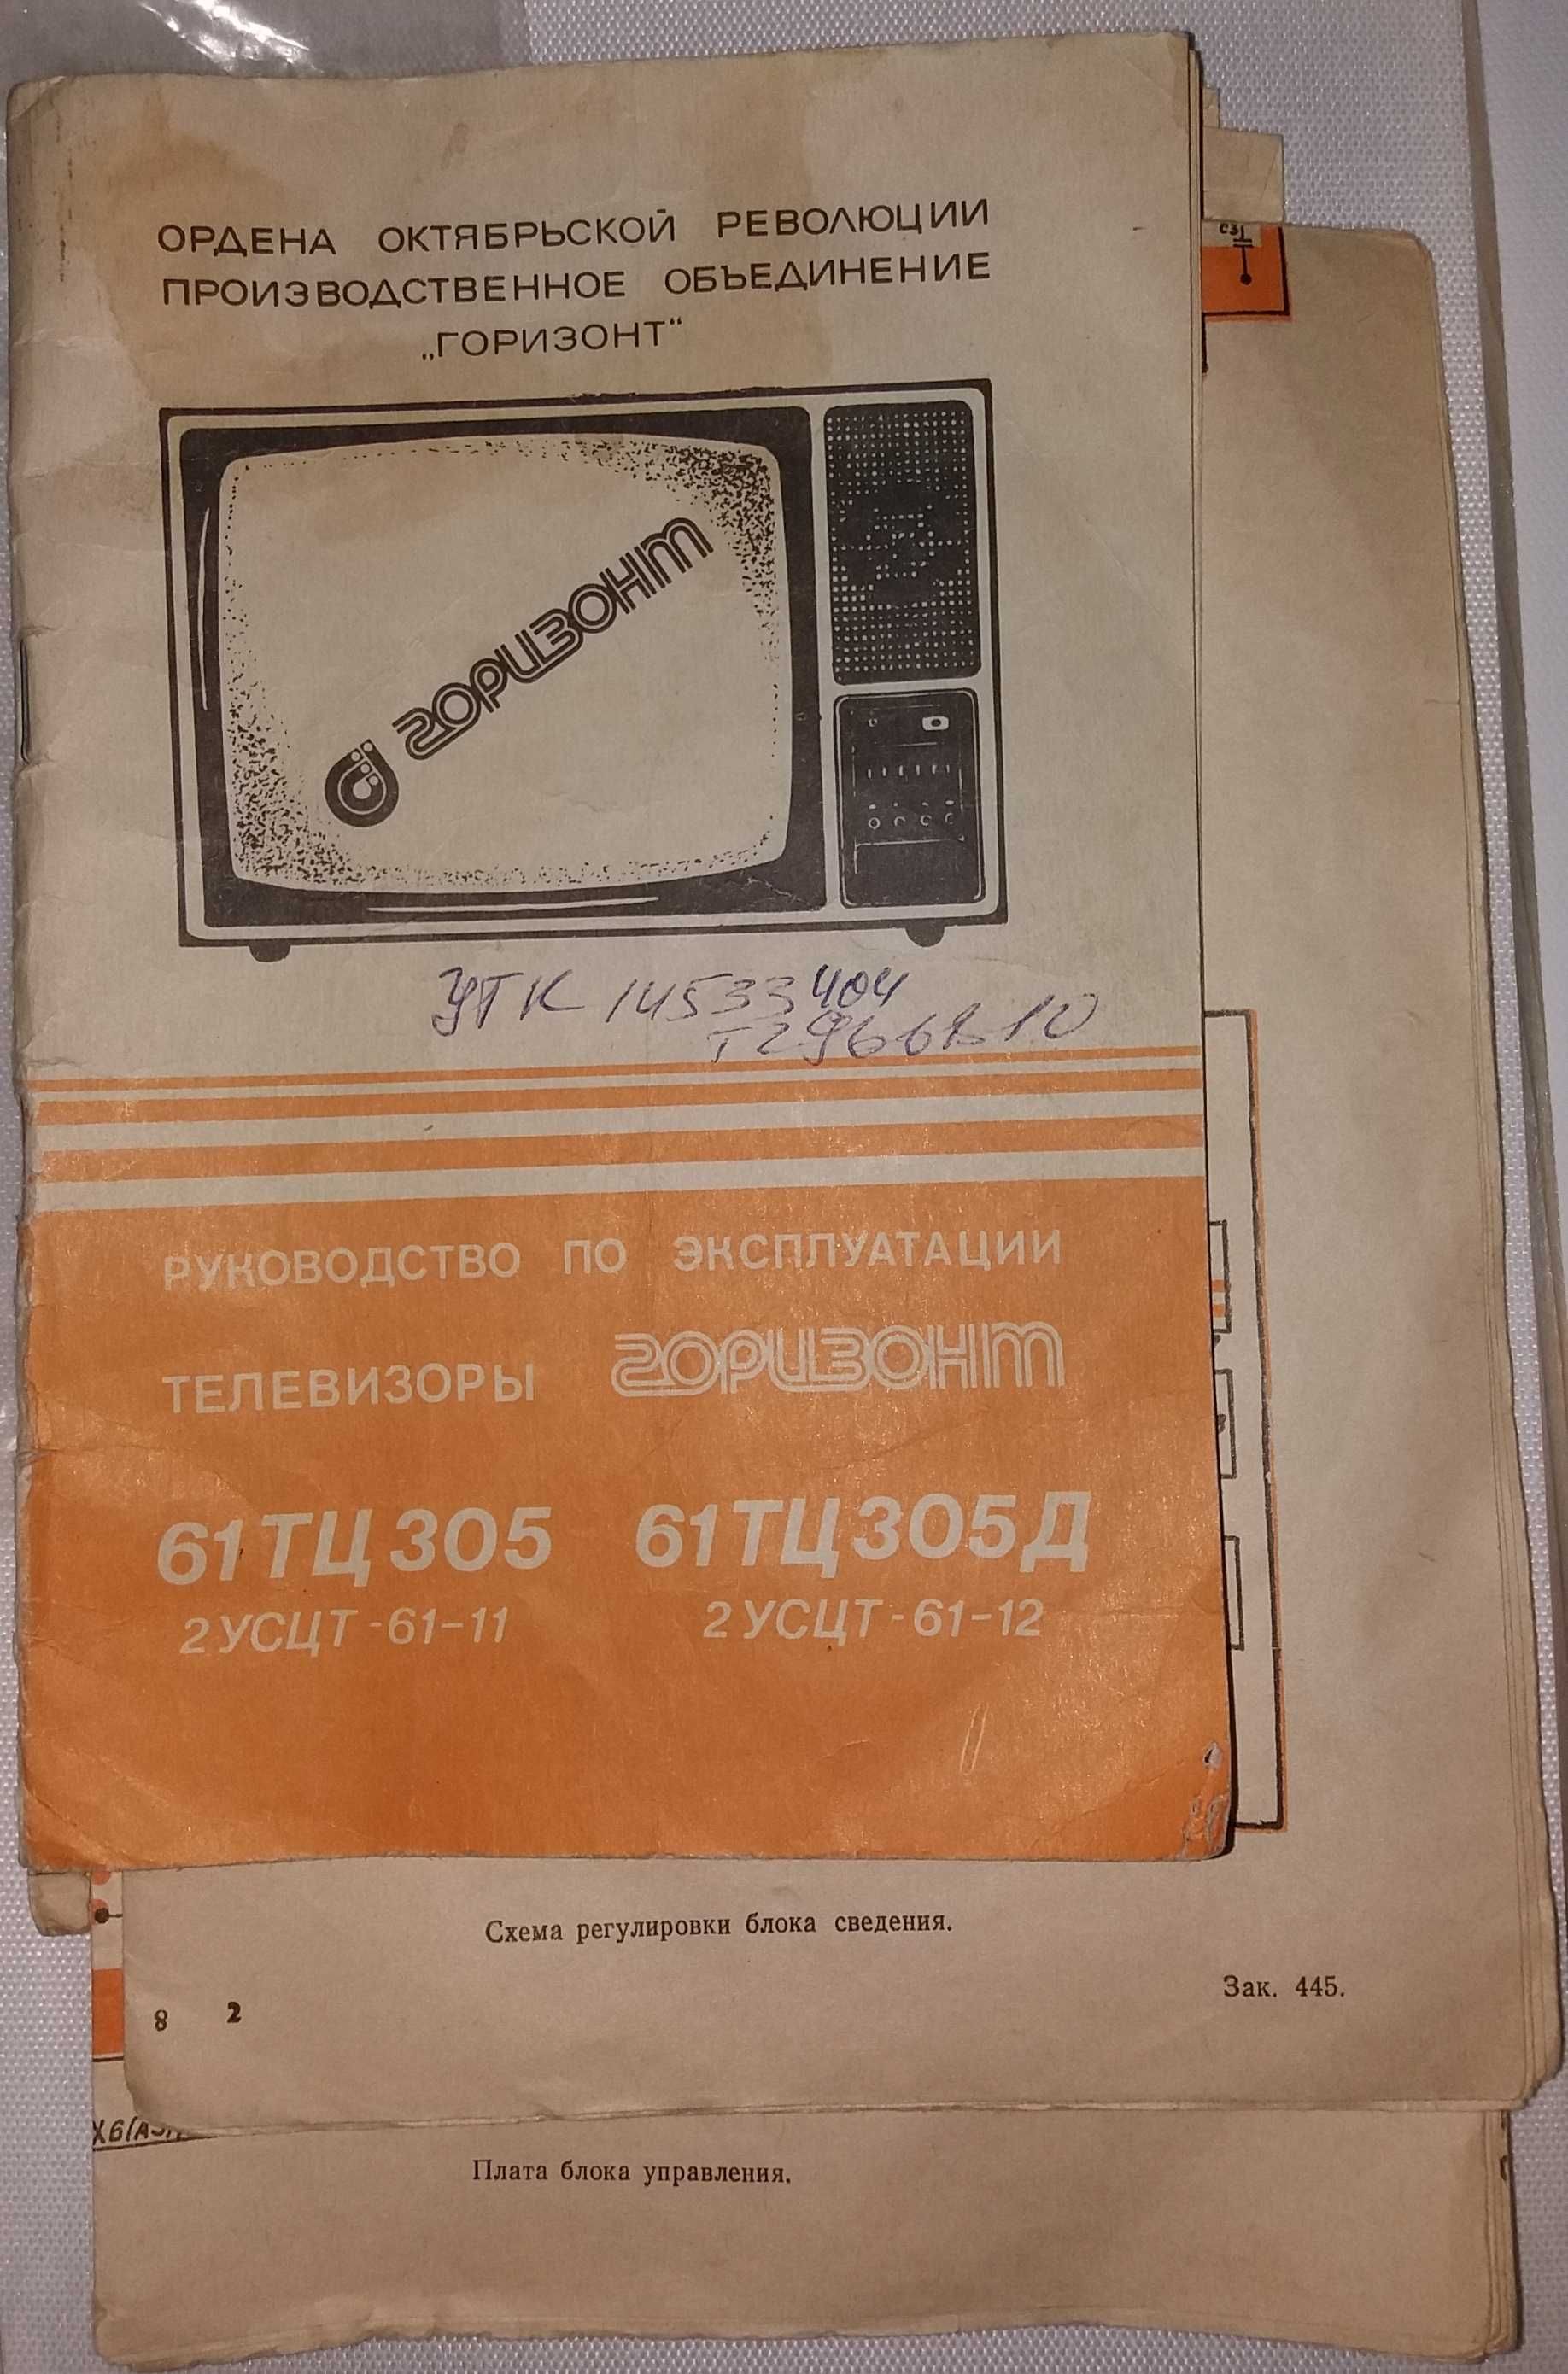 ОРДЕНА ОКТЯБРЬСКОЙ РЕВОЛЮЦИИ
ПРОИЗВОДСТВЕННОЕ ОБЪЕДИНЕНИЕ
„ГОРИЗОНТ“
С31
горизонт
УТК 14533404
РУКОВОДСТВО ПО ЭКСПЛУАТАЦИИ
ТЕЛЕВИЗОРЫ горизонт
61ТЦ305 61ТЦ305Д
2УСЦТ-61-11 2УСЦТ-61-12
Схема регулировки блока сведения.
Зак. 445.
8 2
Плата блока управления.